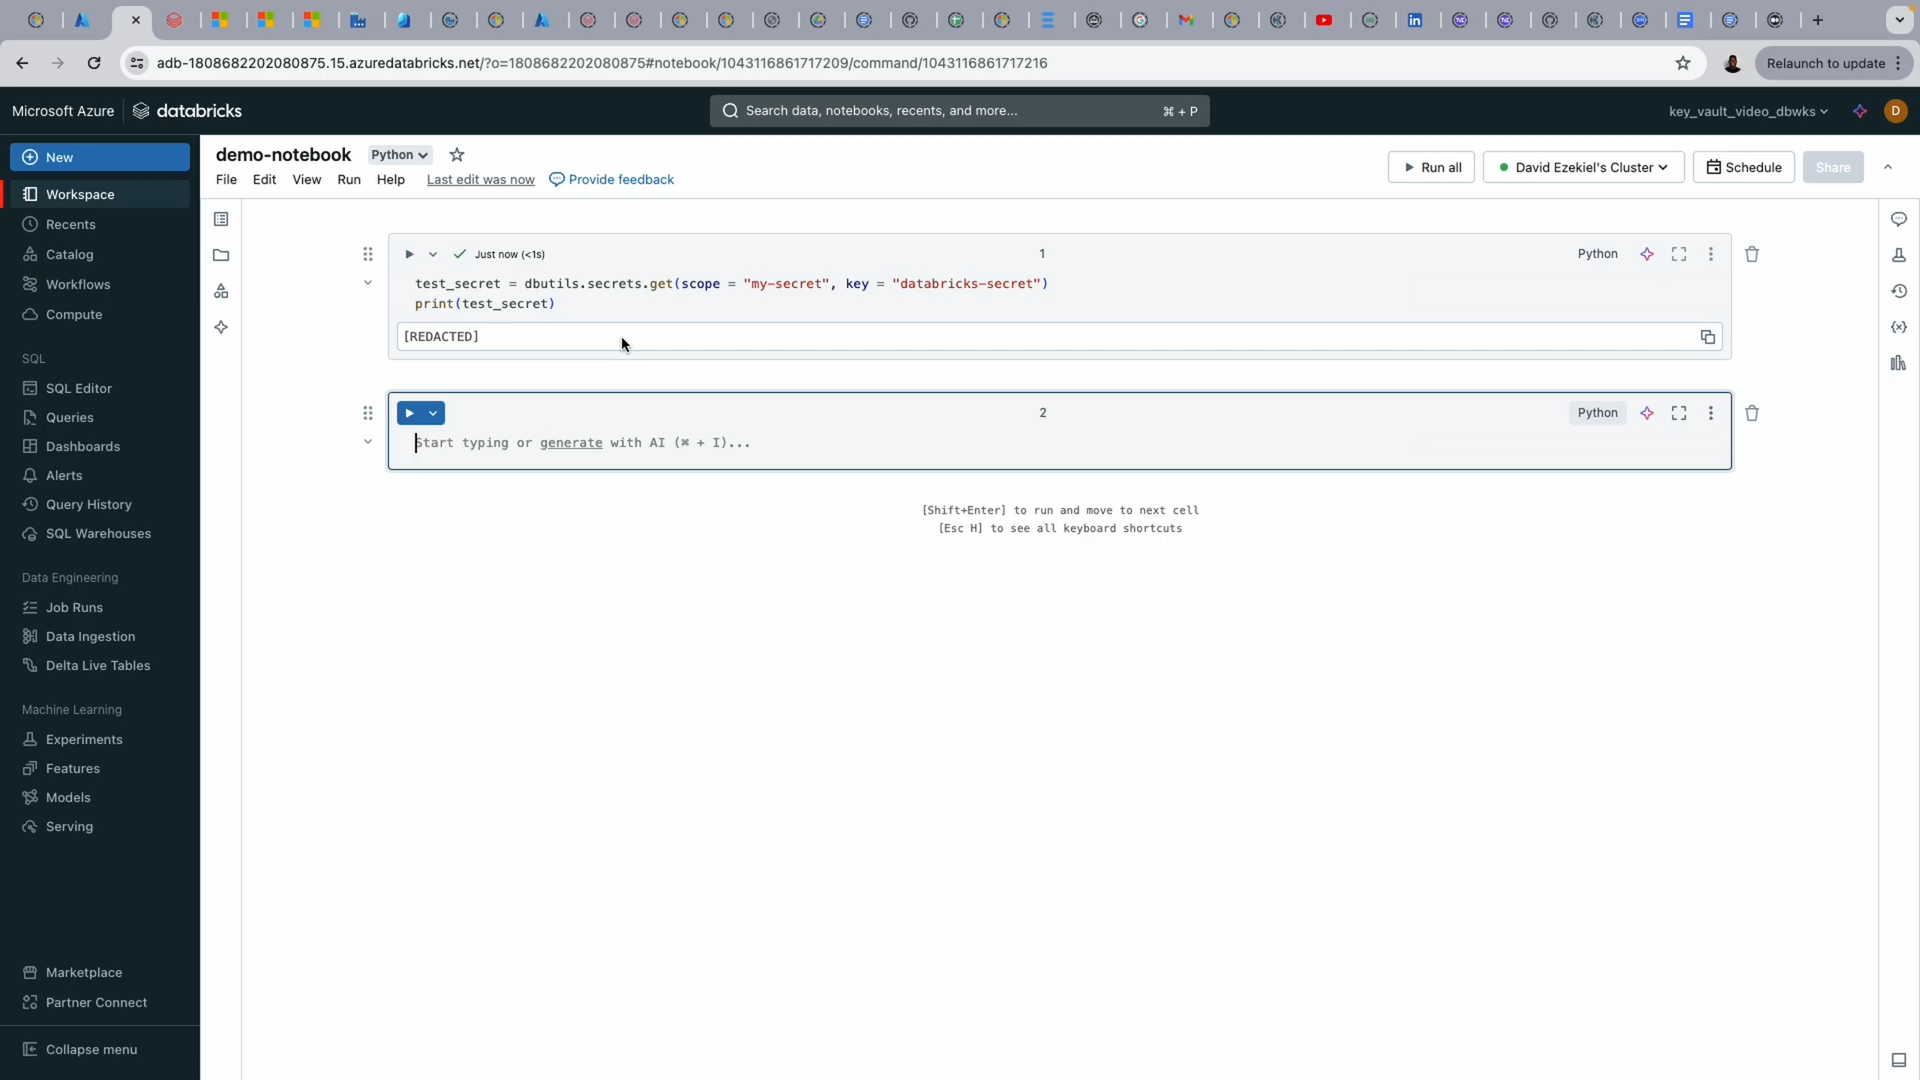 adb-1808682202080875.15.azuredatabricks.net/?o=1808682202080875#notebook/1043116861717209/command/1043116861717216
Relaunch to update
Microsoft Azure
databricks
Search data, notebooks, recents, and more...
⌘ + P
key_vault_video_dbwks
D
New
Workspace
Recents
Catalog
Workflows
Compute
SQL
SQL Editor
Queries
Dashboards
Alerts
Query History
SQL Warehouses
Data Engineering
Job Runs
Data Ingestion
Delta Live Tables
Machine Learning
Experiments
Features
Models
Serving
Marketplace
Partner Connect
Collapse menu
demo-notebook
Python
File Edit View Run Help Last edit was now Provide feedback
Run all
David Ezekiel's Cluster
Schedule
Share
Just now (<1s)
1
Python
test_secret = dbutils.secrets.get(scope = "my-secret", key = "databricks-secret")
print(test_secret)
[REDACTED]
2
Python
Start typing or generate with AI (⌘ + I)...
[Shift+Enter] to run and move to next cell
[Esc H] to see all keyboard shortcuts